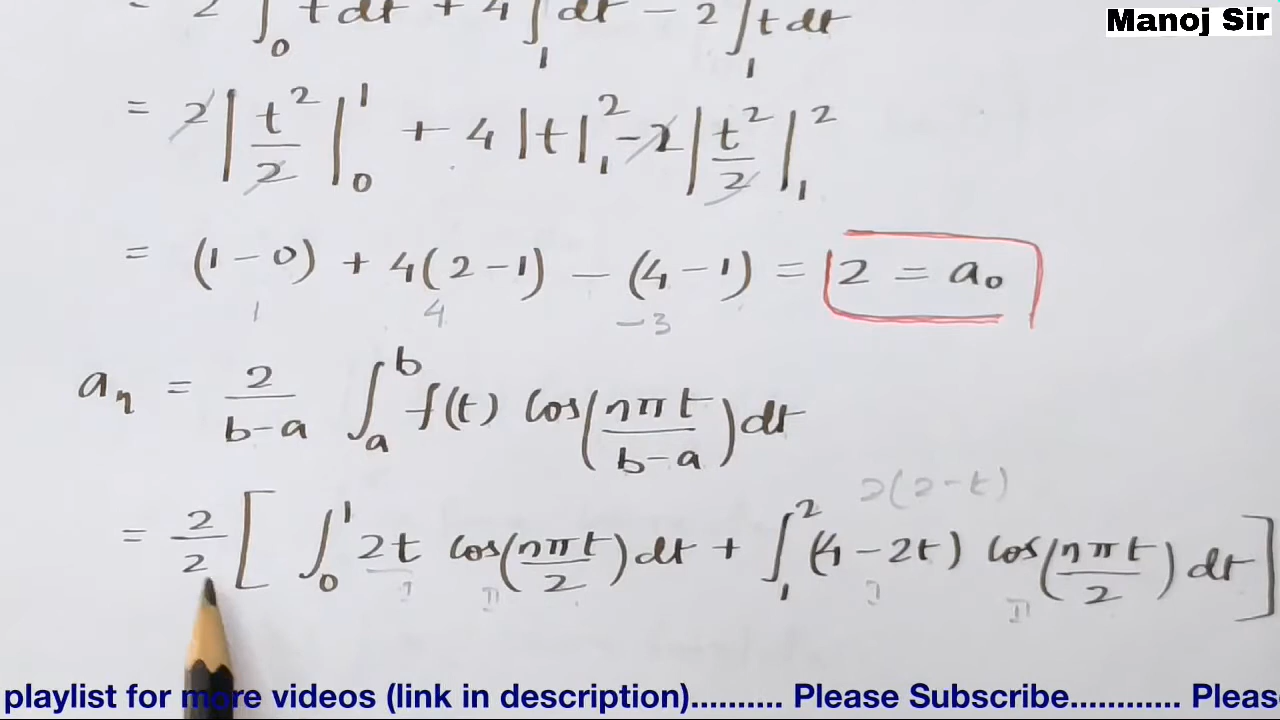 Manoj Sir
= 2 ∫₀ t dt + 4 ∫₁ dt − 2 ∫₁ t dt
= 2 |t²/2|₀¹ + 4 |t|₁² − 2 |t²/2|₁²
= (1 − 0) + 4(2 − 1) − (4 − 1) = 2 = a₀
1 4 −3
aₙ = 2/(b−a) ∫ₐᵇ f(t) cos(nπt/(b−a)) dt
2(2−t)
= 2/2 [ ∫₀¹ 2t cos(nπt/2) dt + ∫₁² (4 − 2t) cos(nπt/2) dt ]
I II I II
playlist for more videos (link in description).......... Please Subscribe............ Pleas